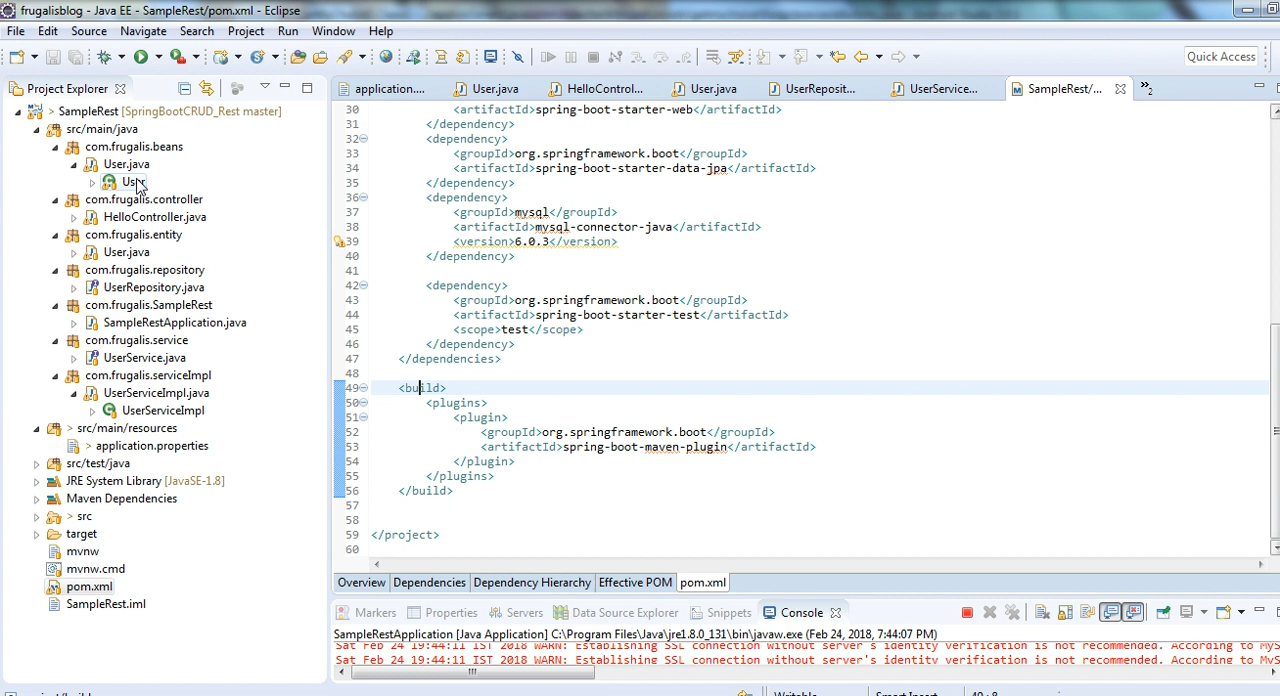 frugalisblog - Java EE - SampleRest/pom.xml - Eclipse
File Edit Source Navigate Search Project Run Window Help
Quick Access
Project Explorer
application.... User.java HelloControl... User.java UserReposit... UserService... SampleRest/... »2
> SampleRest [SpringBootCRUD_Rest master]
src/main/java
com.frugalis.beans
User.java
User
com.frugalis.controller
HelloController.java
com.frugalis.entity
User.java
com.frugalis.repository
UserRepository.java
com.frugalis.SampleRest
SampleRestApplication.java
com.frugalis.service
UserService.java
com.frugalis.serviceImpl
UserServiceImpl.java
UserServiceImpl
> src/main/resources
> application.properties
src/test/java
JRE System Library [JavaSE-1.8]
Maven Dependencies
> src
target
mvnw
mvnw.cmd
pom.xml
SampleRest.iml
30 <artifactId>spring-boot-starter-web</artifactId>
31 </dependency>
32 <dependency>
33 <groupId>org.springframework.boot</groupId>
34 <artifactId>spring-boot-starter-data-jpa</artifactId>
35 </dependency>
36 <dependency>
37 <groupId>mysql</groupId>
38 <artifactId>mysql-connector-java</artifactId>
39 <version>6.0.3</version>
40 </dependency>
41
42 <dependency>
43 <groupId>org.springframework.boot</groupId>
44 <artifactId>spring-boot-starter-test</artifactId>
45 <scope>test</scope>
46 </dependency>
47 </dependencies>
48
49 <build>
50 <plugins>
51 <plugin>
52 <groupId>org.springframework.boot</groupId>
53 <artifactId>spring-boot-maven-plugin</artifactId>
54 </plugin>
55 </plugins>
56 </build>
57
58
59 </project>
60
Overview Dependencies Dependency Hierarchy Effective POM pom.xml
Markers Properties Servers Data Source Explorer Snippets Console
SampleRestApplication [Java Application] C:\Program Files\Java\jre1.8.0_131\bin\javaw.exe (Feb 24, 2018, 7:44:07 PM)
Sat Feb 24 19:44:11 IST 2018 WARN: Establishing SSL connection without server's identity verification is not recommended. According to MyS
Sat Feb 24 19:44:11 IST 2018 WARN: Establishing SSL connection without server's identity verification is not recommended. According to MyS